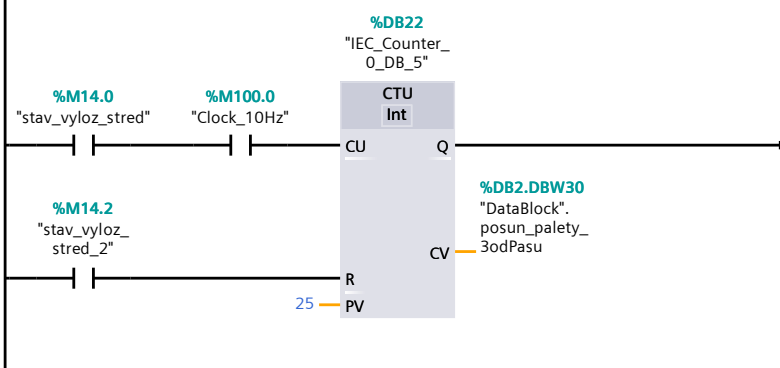 %DB22
"IEC_Counter_
0_DB_5"
%M14.0
"stav_vyloz_stred"
%M100.0
"Clock_10Hz"
CTU
Int
CU
Q
%M14.2
"stav_vyloz_
stred_2"
%DB2.DBW30
"DataBlock".
posun_palety_
3odPasu
CV
R
25
PV